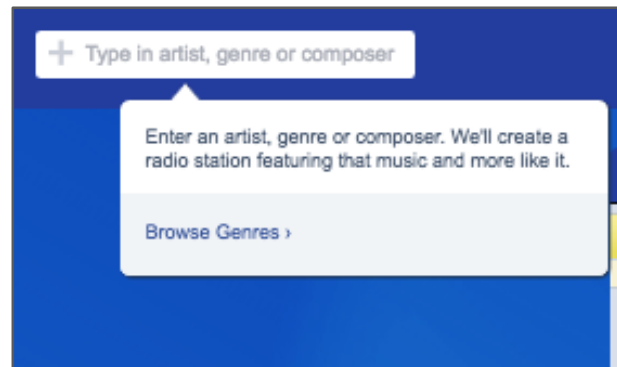 Type in artist, genre or composer
Enter an artist, genre or composer. We'll create a
radio station featuring that music and more like it.
Browse Genres ›